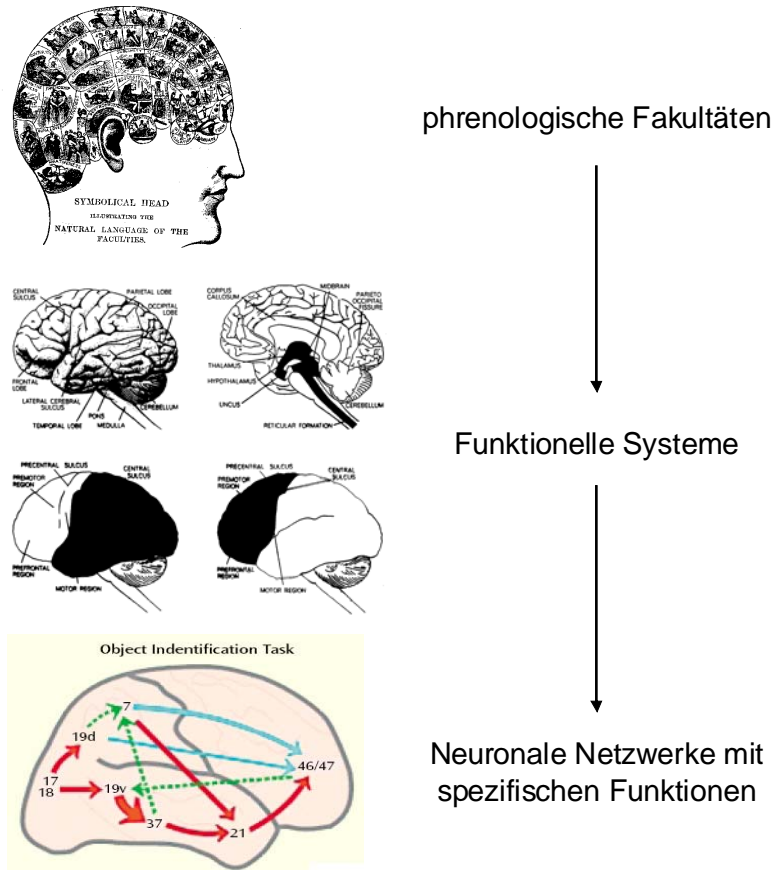 phrenologische Fakultäten
SYMBOLICAL HEAD
ILLUSTRATING THE
NATURAL LANGUAGE OF THE
FACULTIES.
CENTRAL
SULCUS
PARIETAL LOBE
OCCIPITAL
LOBE
FRONTAL
LOBE
LATERAL CEREBRAL
SULCUS
PONS
CEREBELLUM
TEMPORAL LOBE
MEDULLA
CORPUS
CALLOSUM
MIDBRAIN
PARIETO
OCCIPITAL
FISSURE
THALAMUS
HYPOTHALAMUS
UNCUS
CEREBELLUM
RETICULAR FORMATION
Funktionelle Systeme
PRECENTRAL SULCUS
CENTRAL
SULCUS
PREMOTOR
REGION
PREFRONTAL
REGION
MOTOR REGION
PRECENTRAL SULCUS
CENTRAL
SULCUS
PREMOTOR
REGION
PREFRONTAL
REGION
MOTOR REGION
Object Indentification Task
7
19d
46/47
17
18
19v
37
21
Neuronale Netzwerke mit
spezifischen Funktionen